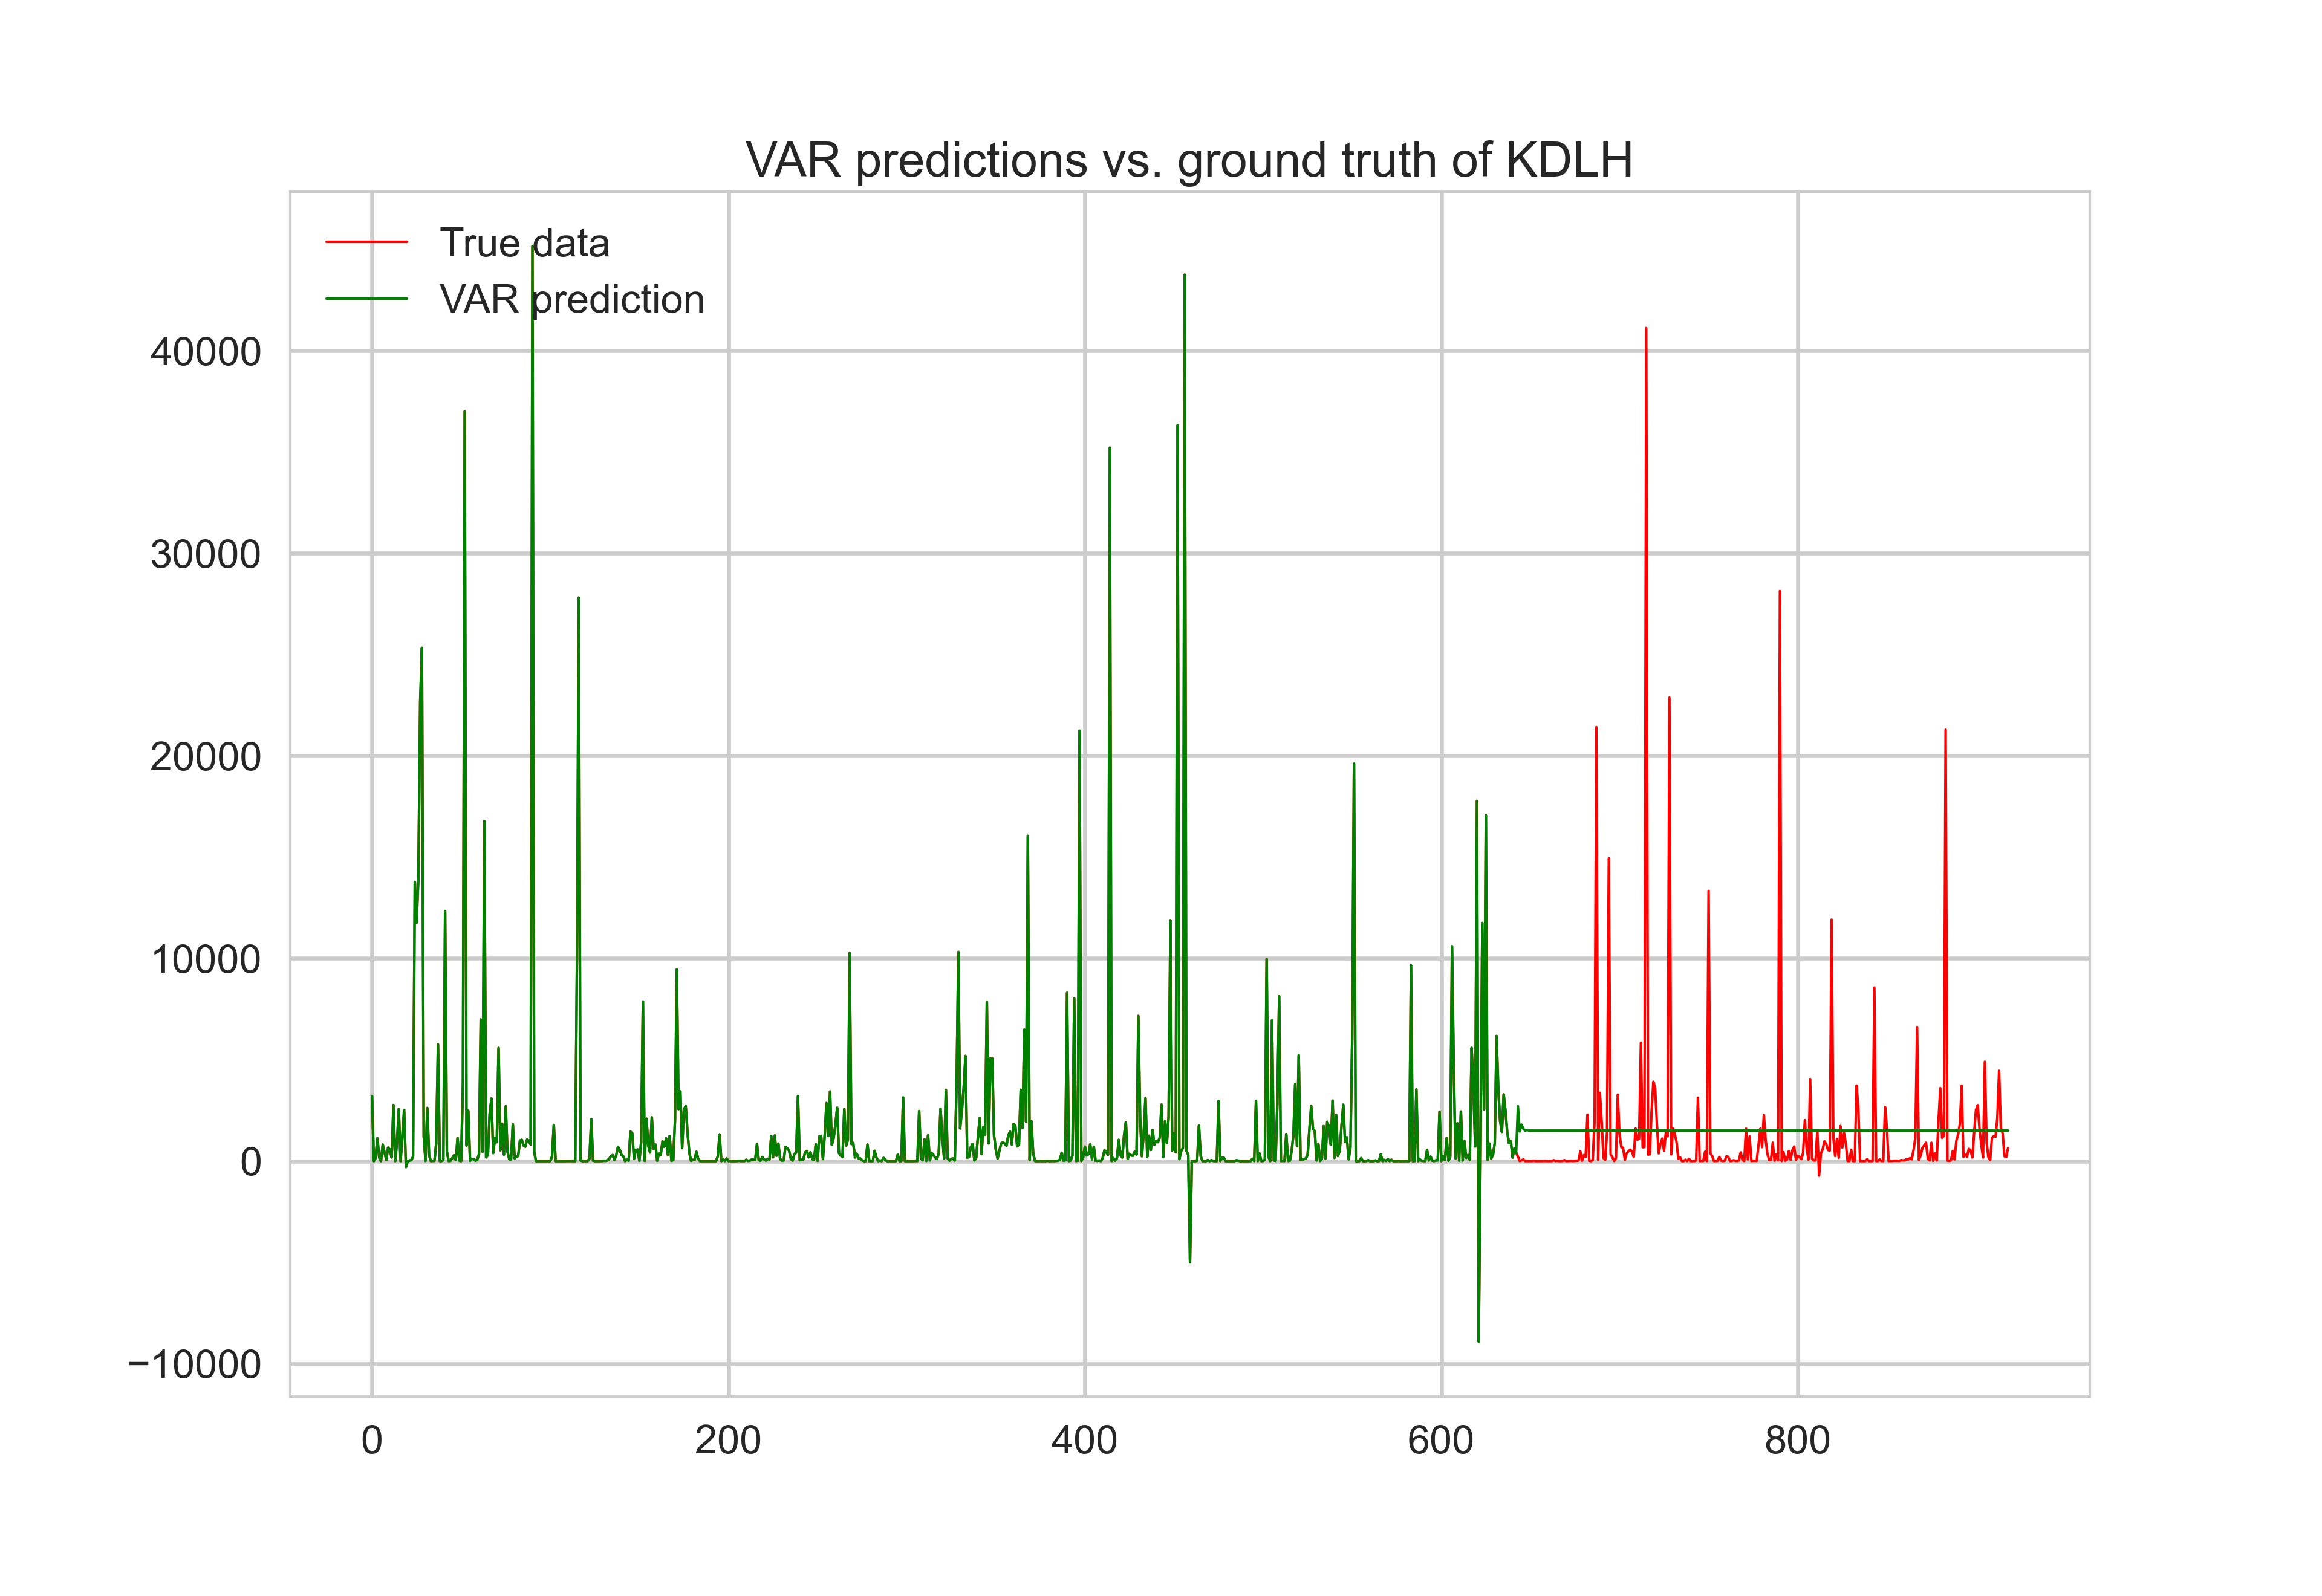 VAR predictions vs. ground truth of KDLH
True data
VAR prediction
40000
30000
20000
10000
0
−10000
0 200 400 600 800